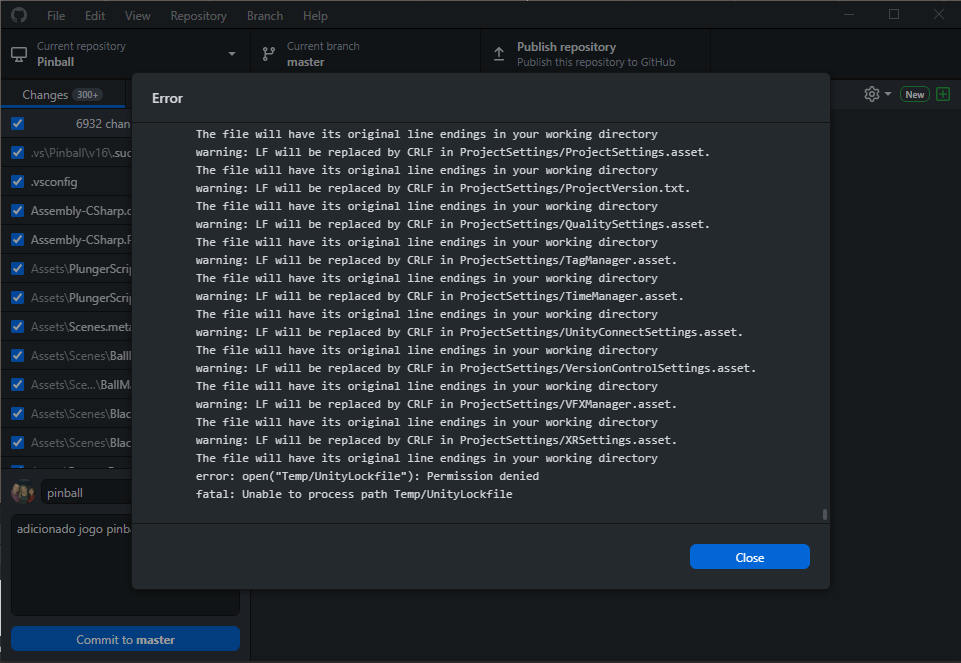 File Edit View Repository Branch Help
Current repository
Pinball
Current branch
master
Publish repository
Publish this repository to GitHub
Changes 300+
New
Error
6932 chan
.vs\Pinball\v16\.suo
.vsconfig
Assembly-CSharp.c
Assembly-CSharp.P
Assets\PlungerScri
Assets\PlungerScri
Assets\Scenes.meta
Assets\Scenes\Ball
Assets\Sce...\BallMa
Assets\Scenes\Blac
Assets\Scenes\Blac
The file will have its original line endings in your working directory
warning: LF will be replaced by CRLF in ProjectSettings/ProjectSettings.asset.
The file will have its original line endings in your working directory
warning: LF will be replaced by CRLF in ProjectSettings/ProjectVersion.txt.
The file will have its original line endings in your working directory
warning: LF will be replaced by CRLF in ProjectSettings/QualitySettings.asset.
The file will have its original line endings in your working directory
warning: LF will be replaced by CRLF in ProjectSettings/TagManager.asset.
The file will have its original line endings in your working directory
warning: LF will be replaced by CRLF in ProjectSettings/TimeManager.asset.
The file will have its original line endings in your working directory
warning: LF will be replaced by CRLF in ProjectSettings/UnityConnectSettings.asset.
The file will have its original line endings in your working directory
warning: LF will be replaced by CRLF in ProjectSettings/VersionControlSettings.asset.
The file will have its original line endings in your working directory
warning: LF will be replaced by CRLF in ProjectSettings/VFXManager.asset.
The file will have its original line endings in your working directory
warning: LF will be replaced by CRLF in ProjectSettings/XRSettings.asset.
The file will have its original line endings in your working directory
error: open("Temp/UnityLockfile"): Permission denied
fatal: Unable to process path Temp/UnityLockfile
pinball
adicionado jogo pinba
Close
Commit to master